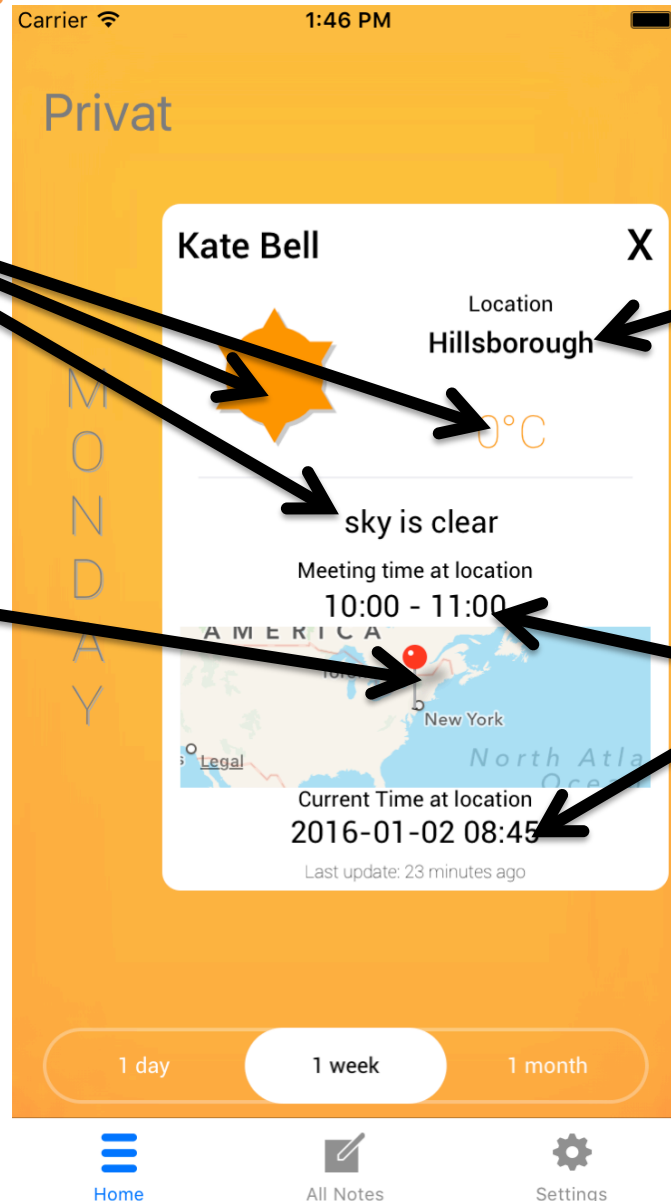 Carrier 1:46 PM
Privat
Kate Bell X
Location
Hillsborough
0°C
MONDAY
sky is clear
Meeting time at location
10:00 - 11:00
AMERICA
New York
Legal
North Atla
Ocean
Current Time at location
2016-01-02 08:45
Last update: 23 minutes ago
1 day 1 week 1 month
Home All Notes Settings